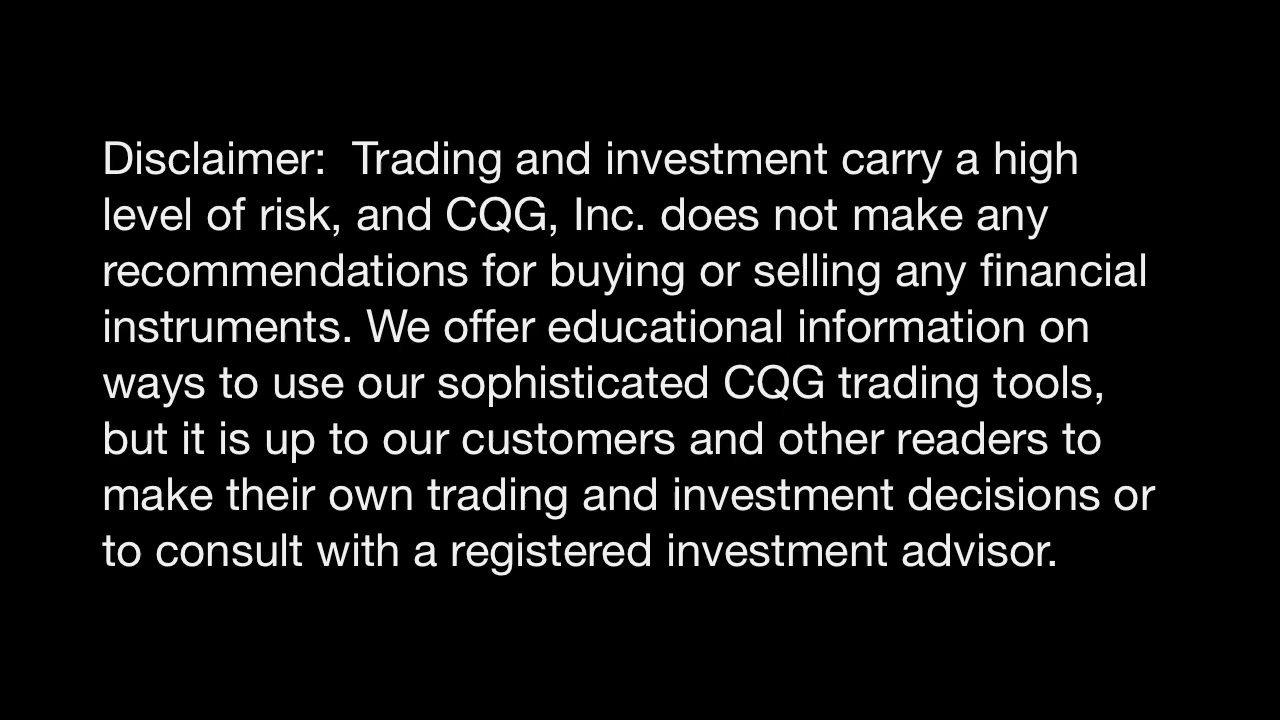 Disclaimer:  Trading and investment carry a high
level of risk, and CQG, Inc. does not make any
recommendations for buying or selling any financial
instruments. We offer educational information on
ways to use our sophisticated CQG trading tools,
but it is up to our customers and other readers to
make their own trading and investment decisions or
to consult with a registered investment advisor.